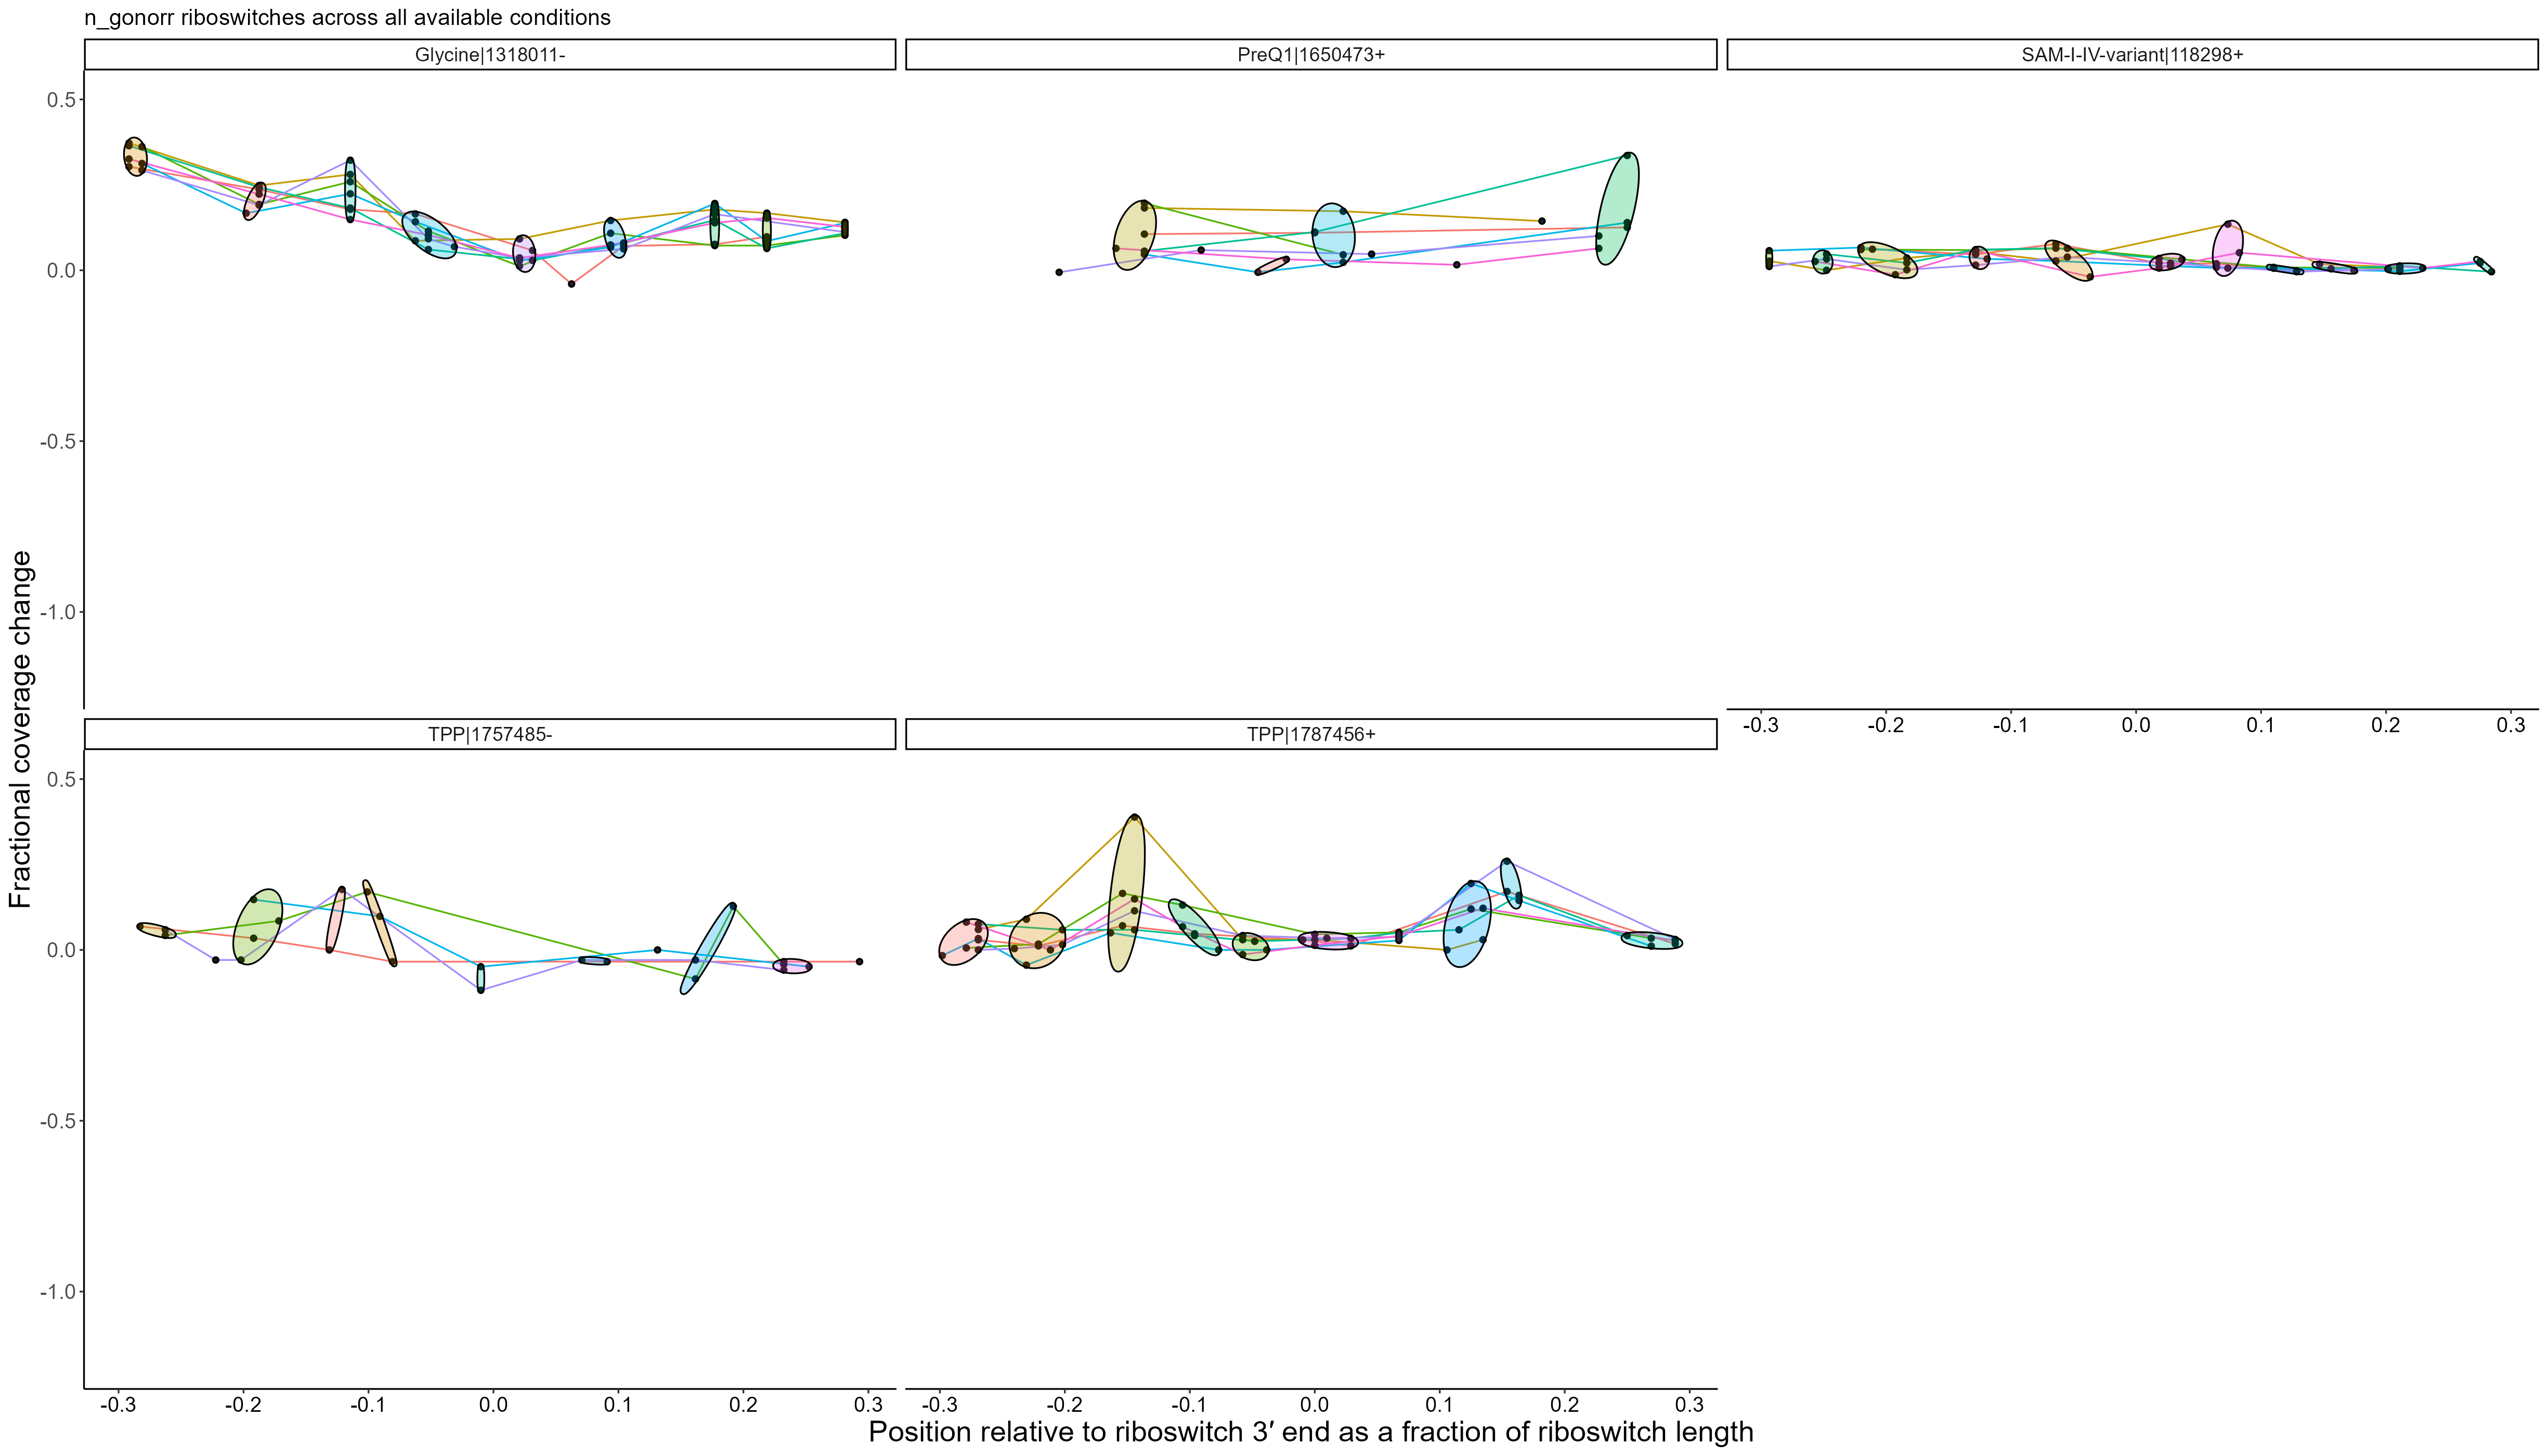 n_gonorr riboswitches across all available conditions
Glycine|1318011-
PreQ1|1650473+
SAM-I-IV-variant|118298+
0.5
0.0
-0.5
-1.0
-0.3 -0.2 -0.1 0.0 0.1 0.2 0.3
TPP|1757485-
TPP|1787456+
0.5
0.0
-0.5
-1.0
-0.3 -0.2 -0.1 0.0 0.1 0.2 0.3
-0.3 -0.2 -0.1 0.0 0.1 0.2 0.3
Fractional coverage change
Position relative to riboswitch 3′ end as a fraction of riboswitch length